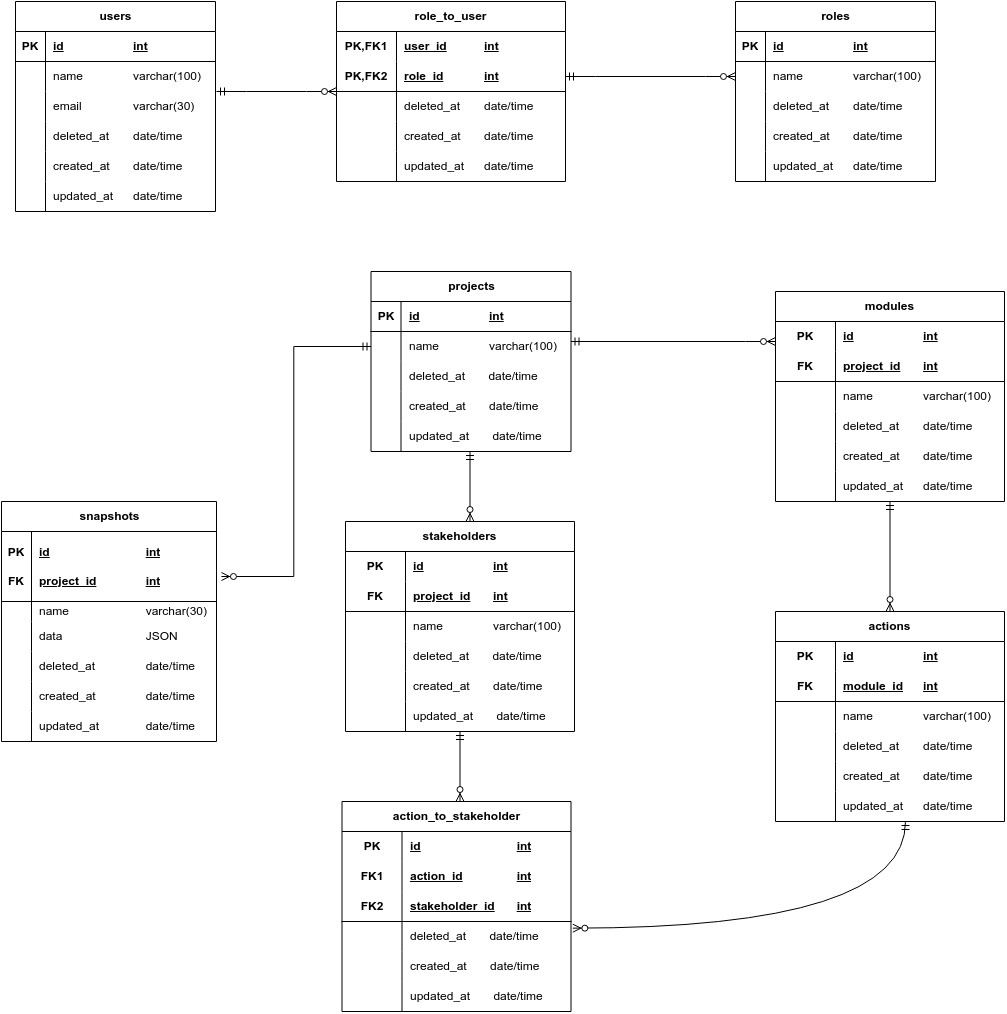 users
PK id int
name varchar(100)
email varchar(30)
deleted_at date/time
created_at date/time
updated_at date/time
role_to_user
PK,FK1 user_id int
PK,FK2 role_id int
deleted_at date/time
created_at date/time
updated_at date/time
roles
PK id int
name varchar(100)
deleted_at date/time
created_at date/time
updated_at date/time
projects
PK id int
name varchar(100)
deleted_at date/time
created_at date/time
updated_at date/time
modules
PK id int
FK project_id int
name varchar(100)
deleted_at date/time
created_at date/time
updated_at date/time
snapshots
PK id int
FK project_id int
name varchar(30)
data JSON
deleted_at date/time
created_at date/time
updated_at date/time
stakeholders
PK id int
FK project_id int
name varchar(100)
deleted_at date/time
created_at date/time
updated_at date/time
actions
PK id int
FK module_id int
name varchar(100)
deleted_at date/time
created_at date/time
updated_at date/time
action_to_stakeholder
PK id int
FK1 action_id int
FK2 stakeholder_id int
deleted_at date/time
created_at date/time
updated_at date/time